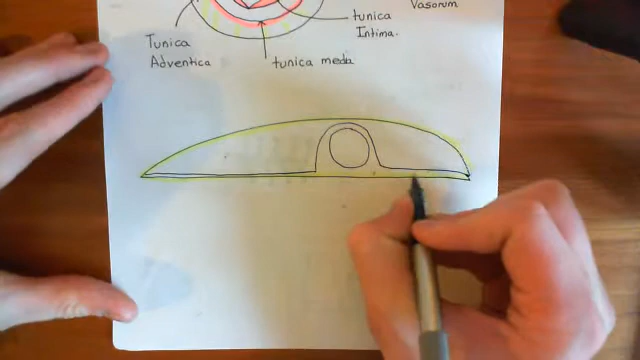 Vasorum
tunica
Intima.
Tunica
Adventica
tunica media